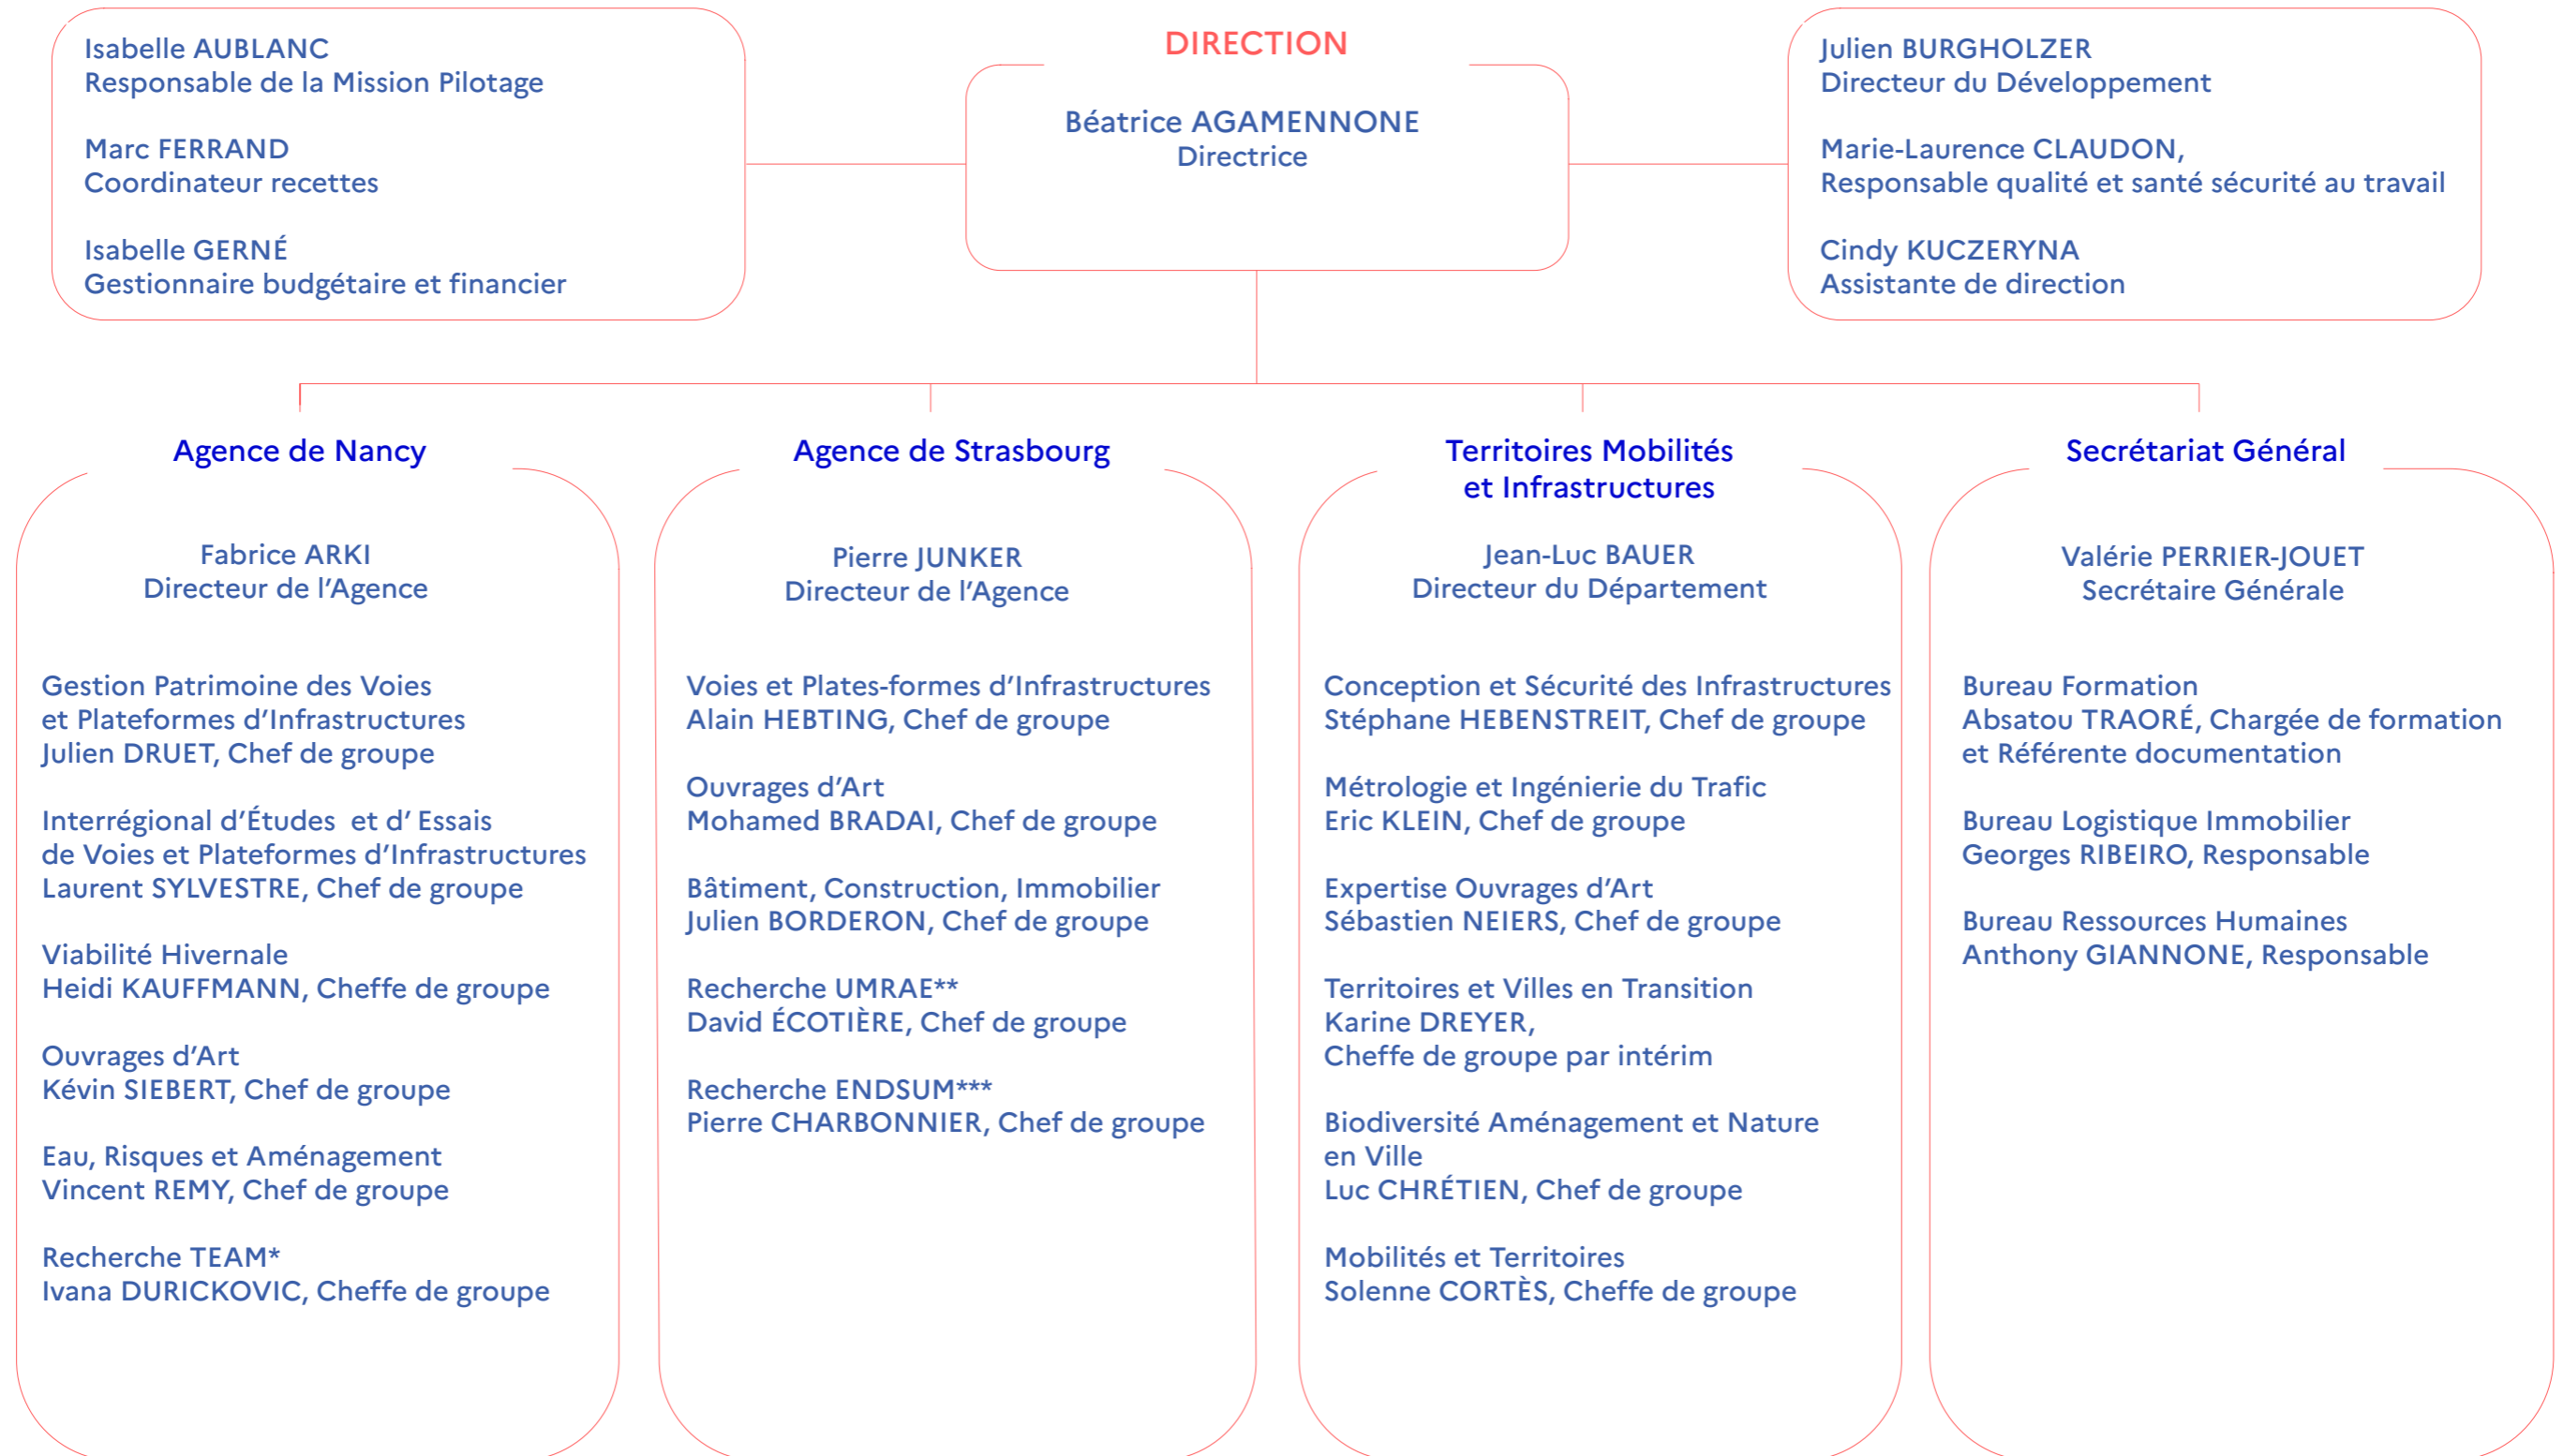 Isabelle AUBLANC
Responsable de la Mission Pilotage
Marc FERRAND
Coordinateur recettes
Isabelle GERNÉ
Gestionnaire budgétaire et financier
DIRECTION
Béatrice AGAMENNONE
Directrice
Julien BURGHOLZER
Directeur du Développement
Marie-Laurence CLAUDON,
Responsable qualité et santé sécurité au travail
Cindy KUCZERYNA
Assistante de direction
Agence de Nancy
Fabrice ARKI
Directeur de l’Agence
Gestion Patrimoine des Voies
et Plateformes d’Infrastructures
Julien DRUET, Chef de groupe
Interrégional d’Études et d’ Essais
de Voies et Plateformes d’Infrastructures
Laurent SYLVESTRE, Chef de groupe
Viabilité Hivernale
Heidi KAUFFMANN, Cheffe de groupe
Ouvrages d’Art
Kévin SIEBERT, Chef de groupe
Eau, Risques et Aménagement
Vincent REMY, Chef de groupe
Recherche TEAM*
Ivana DURICKOVIC, Cheffe de groupe
Agence de Strasbourg
Pierre JUNKER
Directeur de l’Agence
Voies et Plates-formes d’Infrastructures
Alain HEBTING, Chef de groupe
Ouvrages d’Art
Mohamed BRADAI, Chef de groupe
Bâtiment, Construction, Immobilier
Julien BORDERON, Chef de groupe
Recherche UMRAE**
David ÉCOTIÈRE, Chef de groupe
Recherche ENDSUM***
Pierre CHARBONNIER, Chef de groupe
Territoires Mobilités
et Infrastructures
Jean-Luc BAUER
Directeur du Département
Conception et Sécurité des Infrastructures
Stéphane HEBENSTREIT, Chef de groupe
Métrologie et Ingénierie du Trafic
Eric KLEIN, Chef de groupe
Expertise Ouvrages d’Art
Sébastien NEIERS, Chef de groupe
Territoires et Villes en Transition
Karine DREYER,
Cheffe de groupe par intérim
Biodiversité Aménagement et Nature
en Ville
Luc CHRÉTIEN, Chef de groupe
Mobilités et Territoires
Solenne CORTÈS, Cheffe de groupe
Secrétariat Général
Valérie PERRIER-JOUET
Secrétaire Générale
Bureau Formation
Absatou TRAORÉ, Chargée de formation
et Référente documentation
Bureau Logistique Immobilier
Georges RIBEIRO, Responsable
Bureau Ressources Humaines
Anthony GIANNONE, Responsable